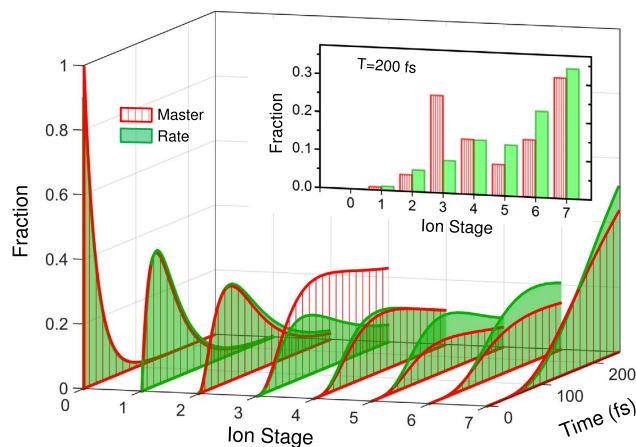 1
0.8
0.6
0.4
0.2
0
Fraction
Master
Rate
T=200 fs
0.3
0.2
0.1
0.0
Fraction
0 1 2 3 4 5 6 7
Ion Stage
0 1 2 3 4 5 6 7
Ion Stage
0
100
200
Time (fs)